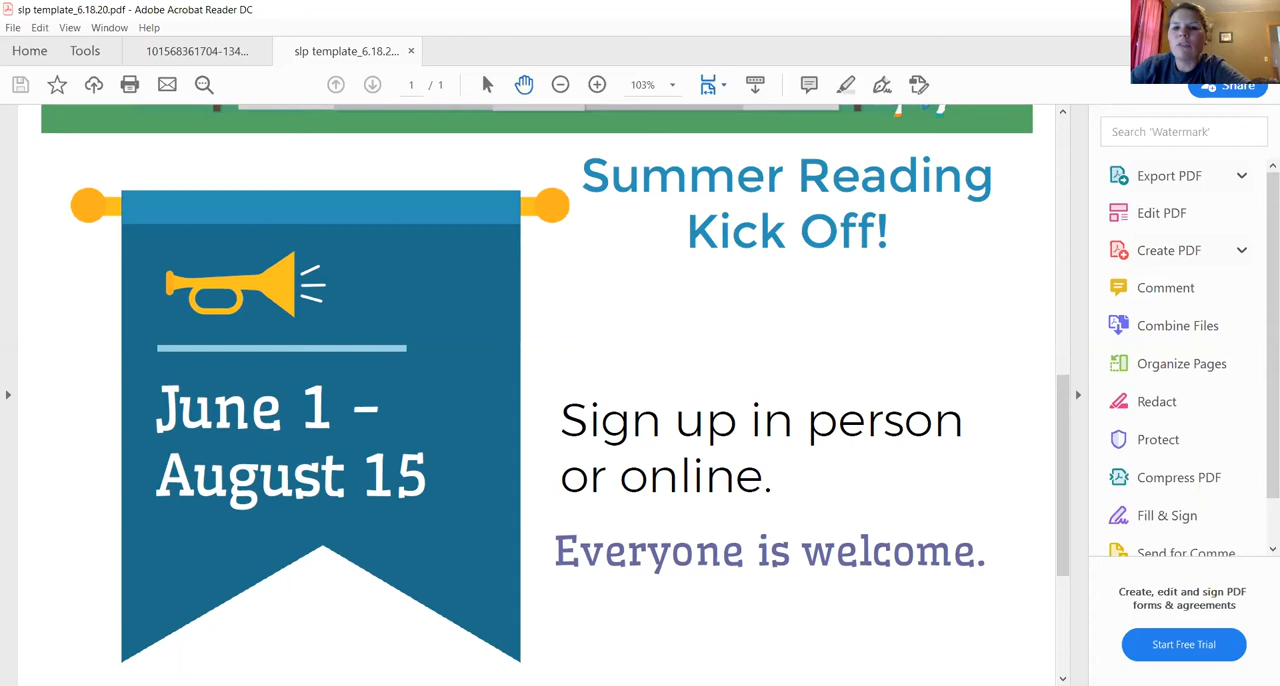 slp template_6.18.20.pdf - Adobe Acrobat Reader DC
File Edit View Window Help
Home Tools 101568361704-134... slp template_6.18.2... ×
1 / 1 103%
Share
Search 'Watermark'
Summer Reading
Kick Off!
June 1 –
August 15
Sign up in person
or online.
Everyone is welcome.
Export PDF
Edit PDF
Create PDF
Comment
Combine Files
Organize Pages
Redact
Protect
Compress PDF
Fill & Sign
Send for Comme
Create, edit and sign PDF
forms & agreements
Start Free Trial